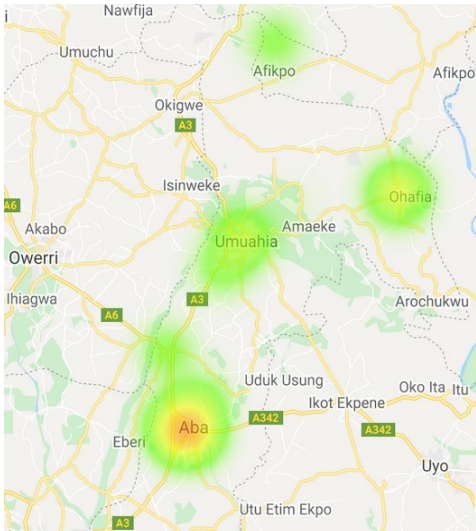 i
Nawfija
Umuchu
Afikpo
Afikpo
Okigwe
A3
Isinweke
Ohafia
A6
Akabo
Amaeke
Umuahia
Owerri
Ihiagwa
A3
Arochukwu
A6
Uduk Usung
Oko Ita
Itu
Ikot Ekpene
Aba
A342
Eberi
A342
Uyo
Utu Etim Ekpo
A3